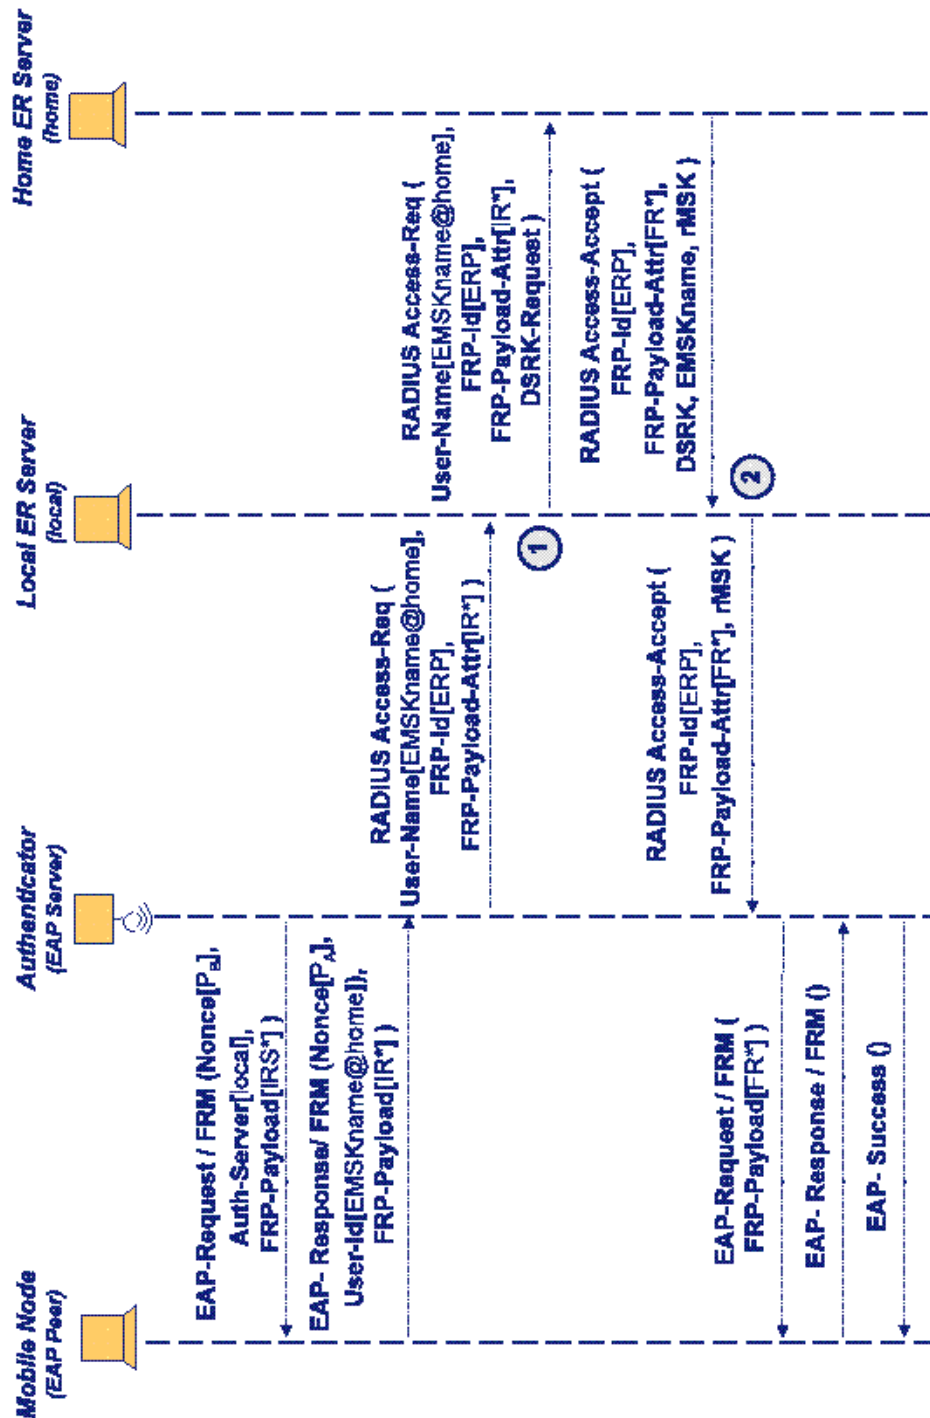 Mobile Node
(EAP Peer)
Authenticator
(EAP Server)
Local ER Server
(local)
Home ER Server
(home)
EAP-Request / FRM (Nonce[P_B],
Auth-Server[local],
FRP-Payload[IRS*] )
EAP- Response/ FRM (Nonce[P_A],
User-Id[EMSKname@home]),
FRP-Payload[IR*] )
RADIUS Access-Req (
User-Name[EMSKname@home],
FRP-Id[ERP],
FRP-Payload-Attr[IR*] )
1
RADIUS Access-Req (
User-Name[EMSKname@home],
FRP-Id[ERP],
FRP-Payload-Attr[IR*],
DSRK-Request )
RADIUS Access-Accept (
FRP-Id[ERP],
FRP-Payload-Attr[FR*],
DSRK, EMSKname, rMSK )
2
RADIUS Access-Accept (
FRP-Id[ERP],
FRP-Payload-Attr[FR*], rMSK )
EAP-Request / FRM (
FRP-Payload[FR*] )
EAP- Response / FRM ()
EAP- Success ()